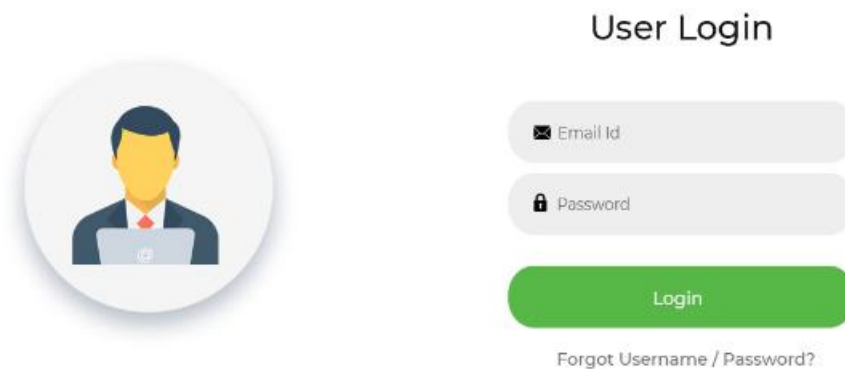 User Login
Email Id
Password
@
Login
Forgot Username / Password?